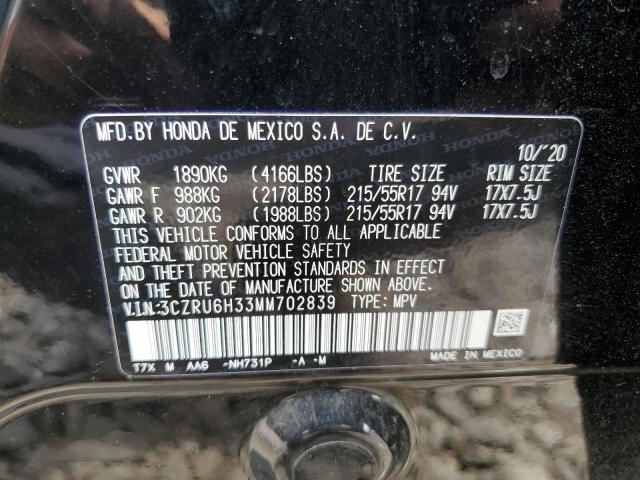 MFD.BY HONDA DE MEXICO S.A. DE C.V.
10/'20
GVWR 1890KG (4166LBS) TIRE SIZE RIM SIZE
GAWR F 988KG (2178LBS) 215/55R17 94V 17X7.5J
GAWR R 902KG (1988LBS) 215/55R17 94V 17X7.5J
THIS VEHICLE CONFORMS TO ALL APPLICABLE
FEDERAL MOTOR VEHICLE SAFETY
AND THEFT PREVENTION STANDARDS IN EFFECT
ON THE DATE OF MANUFACTURE SHOWN ABOVE.
V.I.N:3CZRU6H33MM702839 TYPE: MPV
T7X M AA6 -NH731P -A -M
MADE IN MEXICO